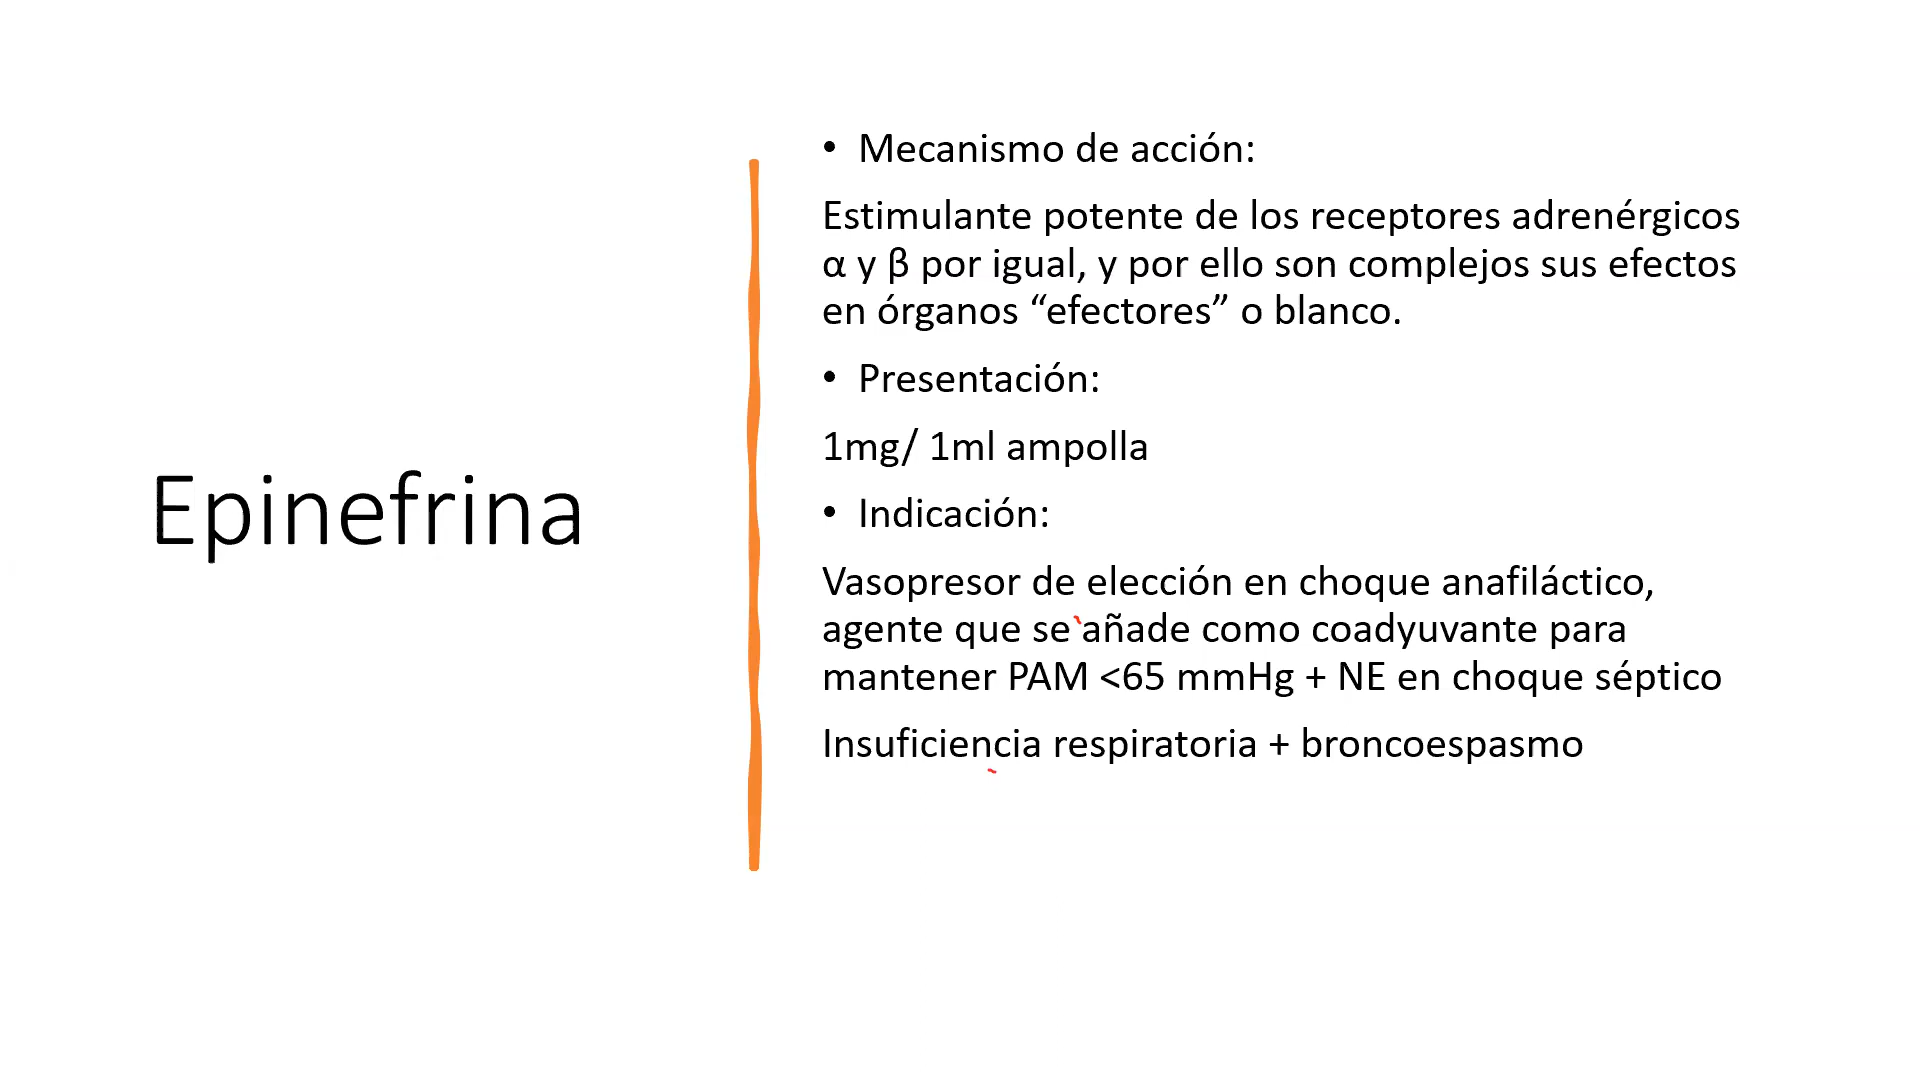 Epinefrina
• Mecanismo de acción:
Estimulante potente de los receptores adrenérgicos
α y β por igual, y por ello son complejos sus efectos
en órganos “efectores” o blanco.
• Presentación:
1mg/ 1ml ampolla
• Indicación:
Vasopresor de elección en choque anafiláctico,
agente que se añade como coadyuvante para
mantener PAM <65 mmHg + NE en choque séptico
Insuficiencia respiratoria + broncoespasmo